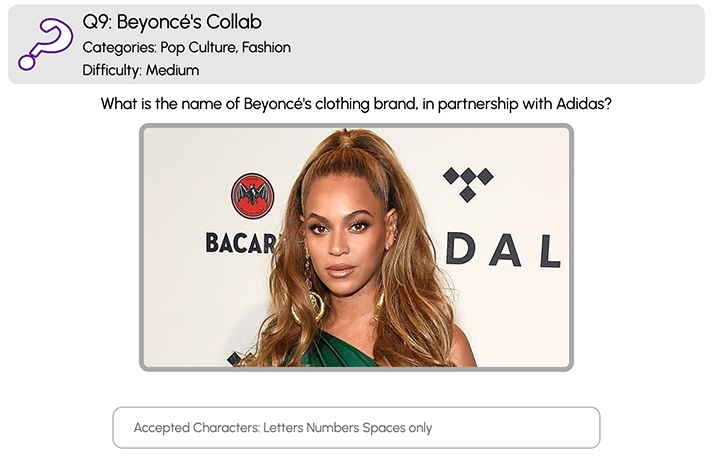 Q9: Beyoncé's Collab
Categories: Pop Culture, Fashion
Difficulty: Medium
What is the name of Beyoncé's clothing brand, in partnership with Adidas?
BACAR
DAL
Accepted Characters: Letters Numbers Spaces only